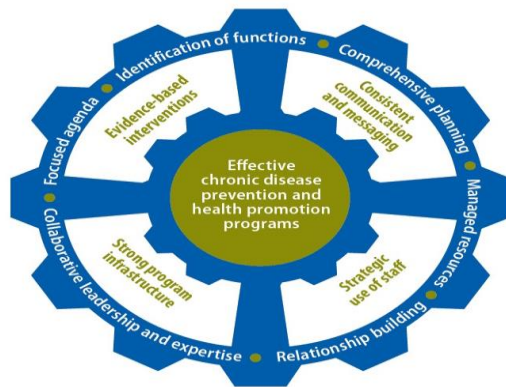 Identification of functions
Comprehensive planning
Managed resources
Relationship building
Collaborative leadership and expertise
Focused agenda
Evidence-based
interventions
Consistent
communication
and messaging
Effective
chronic disease
prevention and
health promotion
programs
Strong program
infrastructure
Strategic
use of staff